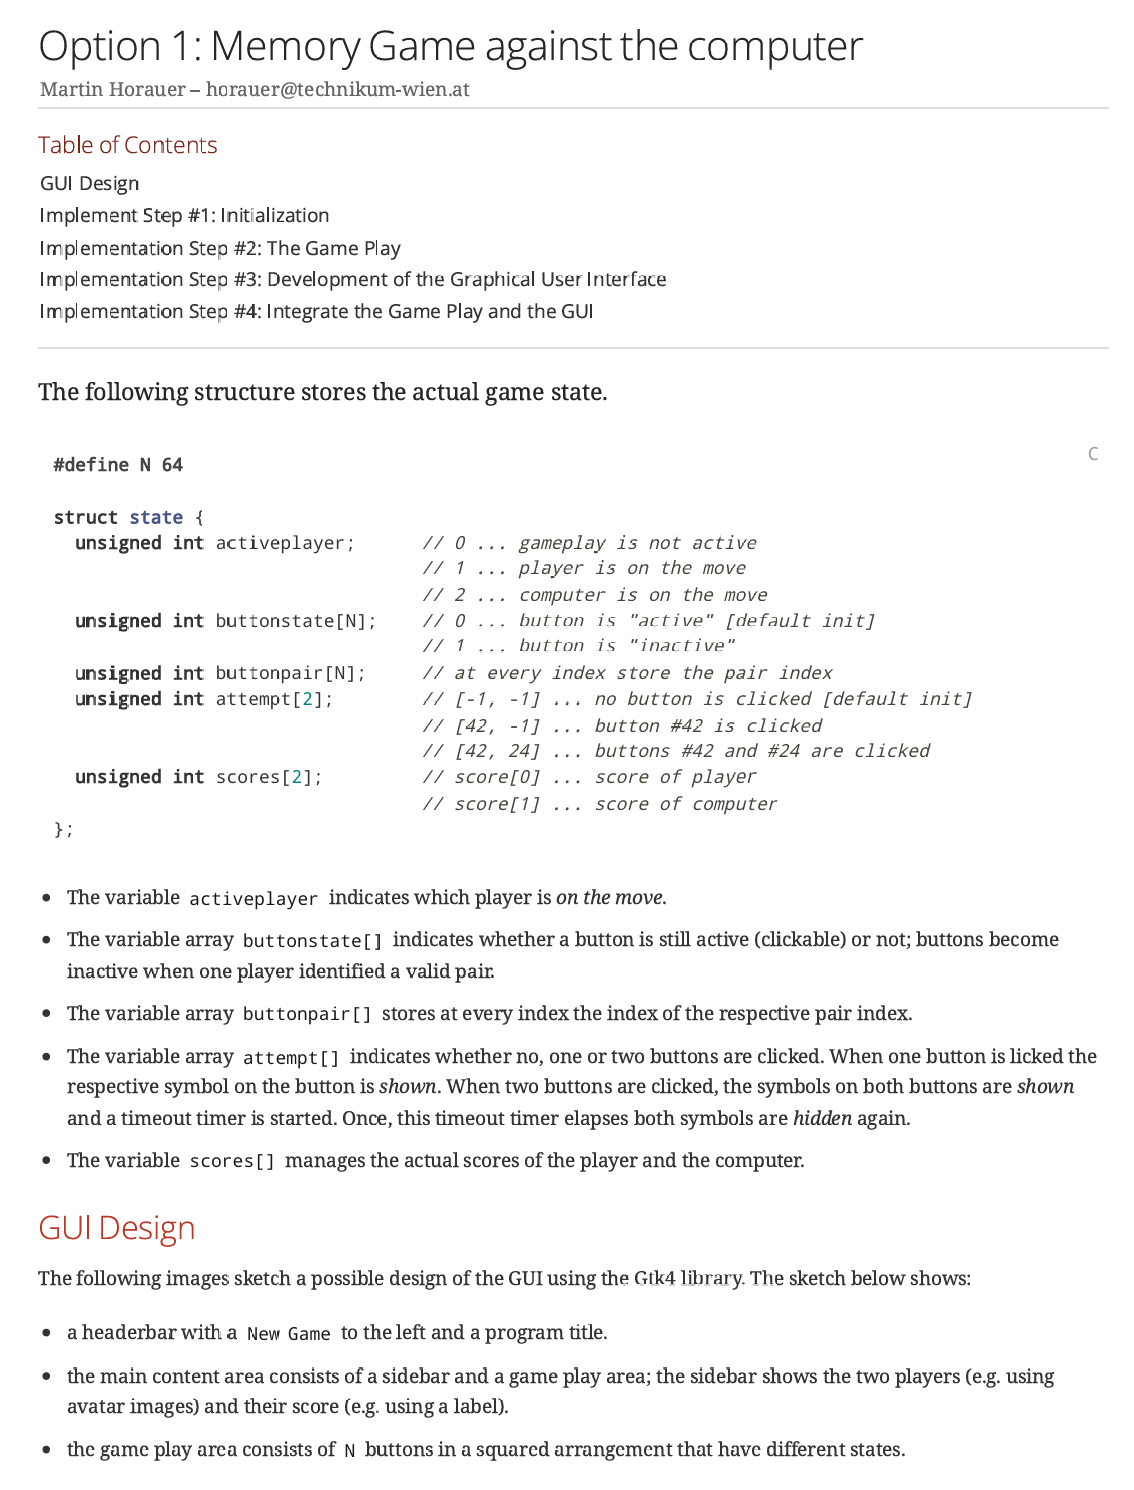 Option 1: Memory Game against the computer
Martin Horauer – horauer@technikum-wien.at
Table of Contents
GUI Design
Implement Step #1: Initialization
Implementation Step #2: The Game Play
Implementation Step #3: Development of the Graphical User Interface
Implementation Step #4: Integrate the Game Play and the GUI
The following structure stores the actual game state.
C
#define N 64
struct state {
unsigned int activeplayer; // 0 ... gameplay is not active
// 1 ... player is on the move
// 2 ... computer is on the move
unsigned int buttonstate[N]; // 0 ... button is "active" [default init]
// 1 ... button is "inactive"
unsigned int buttonpair[N]; // at every index store the pair index
unsigned int attempt[2]; // [-1, -1] ... no button is clicked [default init]
// [42, -1] ... button #42 is clicked
// [42, 24] ... buttons #42 and #24 are clicked
unsigned int scores[2]; // score[0] ... score of player
// score[1] ... score of computer
};
• The variable activeplayer indicates which player is on the move.
• The variable array buttonstate[] indicates whether a button is still active (clickable) or not; buttons become
inactive when one player identified a valid pair.
• The variable array buttonpair[] stores at every index the index of the respective pair index.
• The variable array attempt[] indicates whether no, one or two buttons are clicked. When one button is licked the
respective symbol on the button is shown. When two buttons are clicked, the symbols on both buttons are shown
and a timeout timer is started. Once, this timeout timer elapses both symbols are hidden again.
• The variable scores[] manages the actual scores of the player and the computer.
GUI Design
The following images sketch a possible design of the GUI using the Gtk4 library. The sketch below shows:
• a headerbar with a New Game to the left and a program title.
• the main content area consists of a sidebar and a game play area; the sidebar shows the two players (e.g. using
avatar images) and their score (e.g. using a label).
• the game play area consists of N buttons in a squared arrangement that have different states.